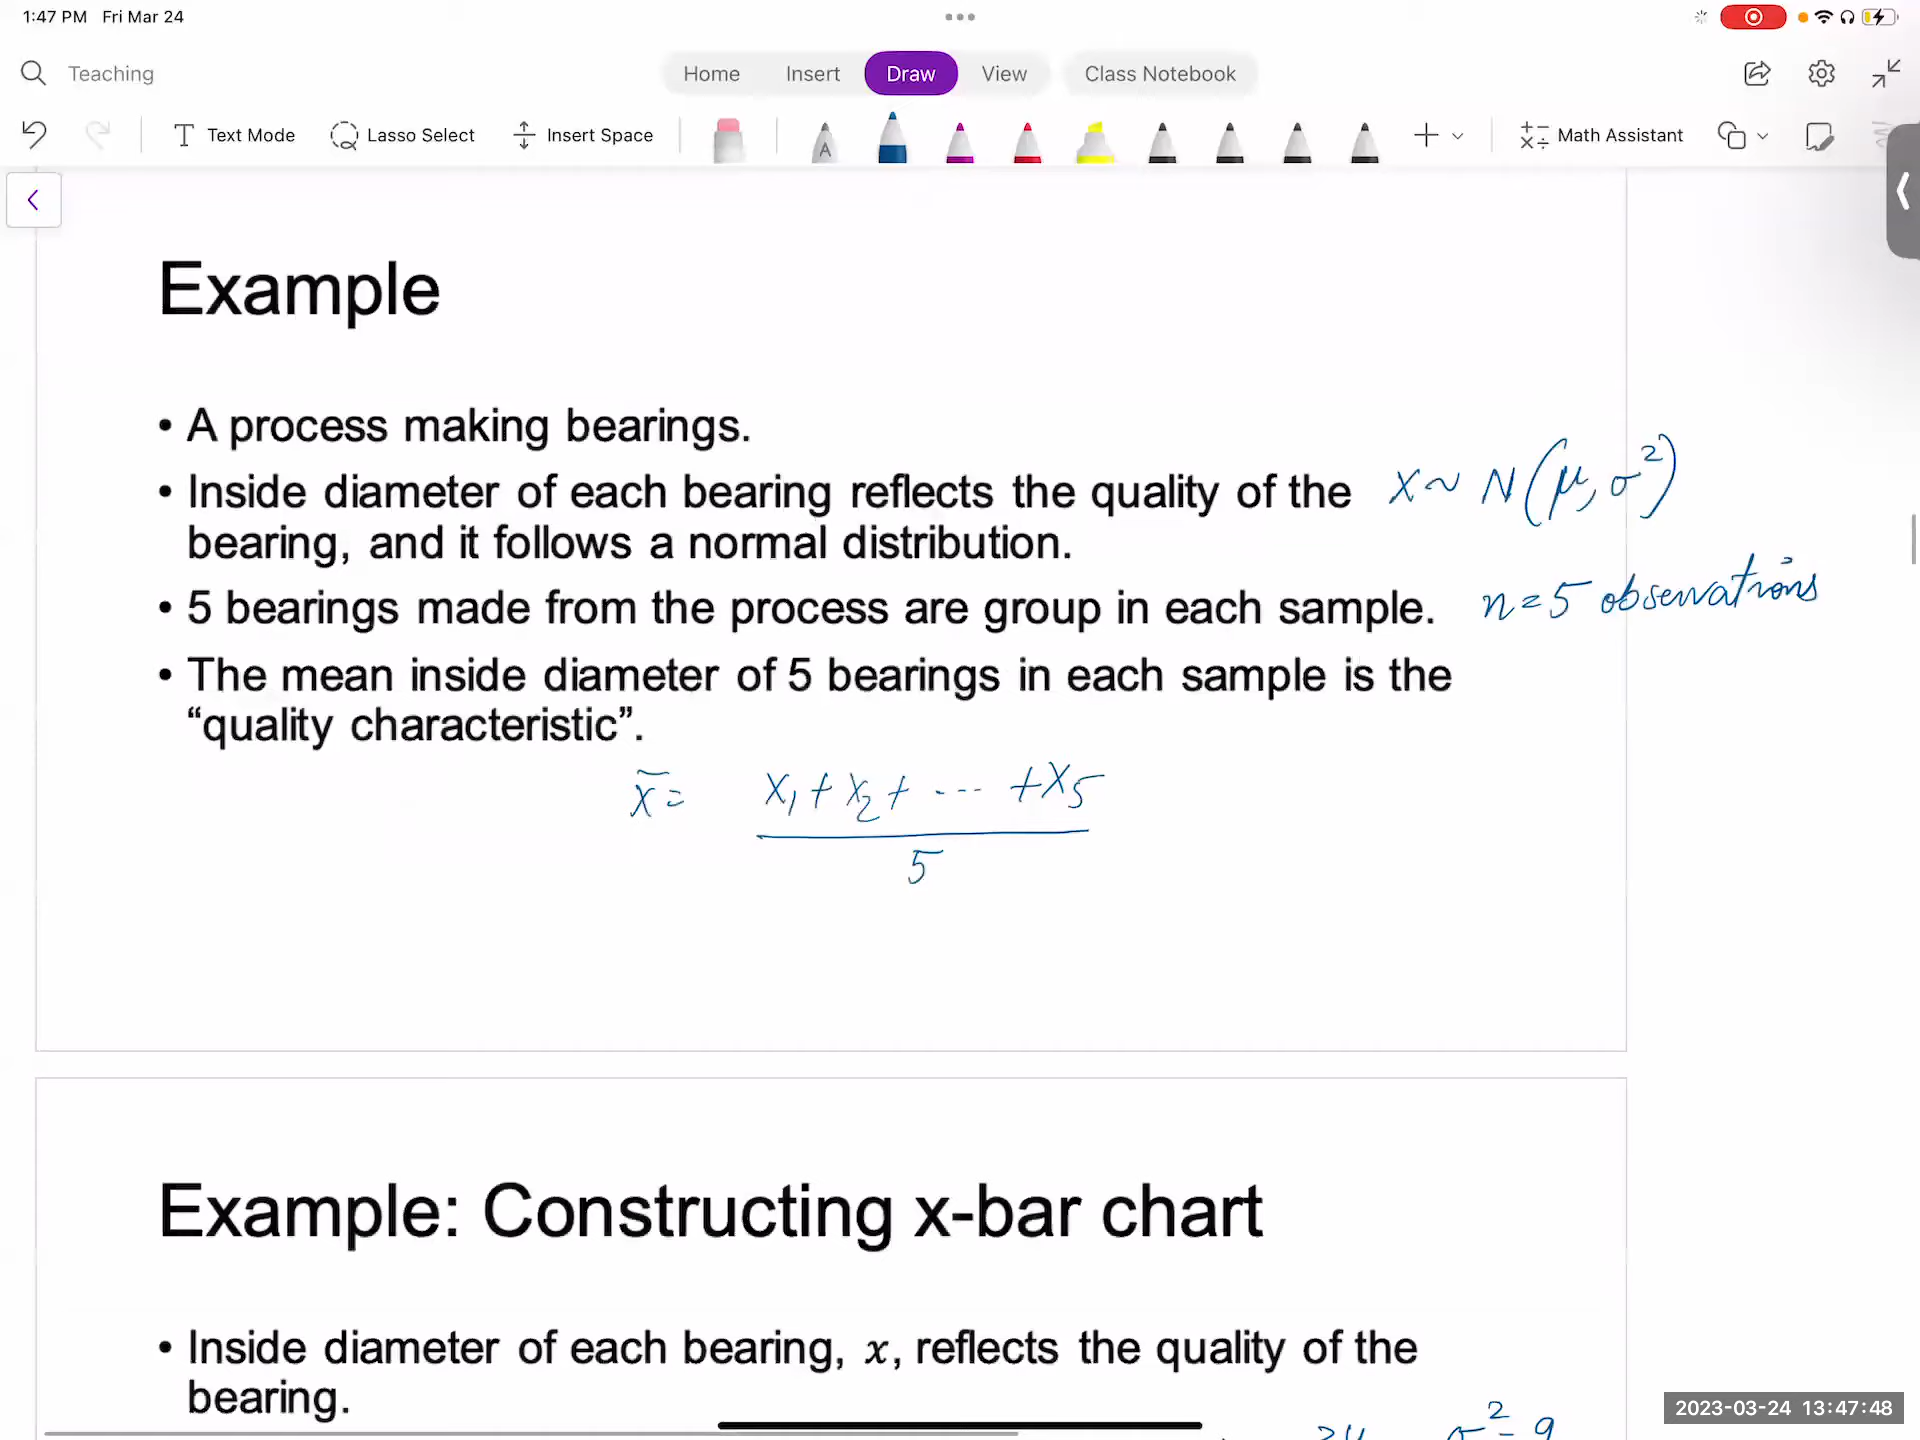 1:47 PM Fri Mar 24
Teaching
Home Insert Draw View Class Notebook
T Text Mode Lasso Select Insert Space A Math Assistant
Example
• A process making bearings.
• Inside diameter of each bearing reflects the quality of the x ~ N(μ, σ²)
bearing, and it follows a normal distribution.
• 5 bearings made from the process are group in each sample. n = 5 observations
• The mean inside diameter of 5 bearings in each sample is the
“quality characteristic”.
x̄ = x₁ + x₂ + ... + x₅
5
Example: Constructing x-bar chart
• Inside diameter of each bearing, x, reflects the quality of the
bearing.
2023-03-24 13:47:48